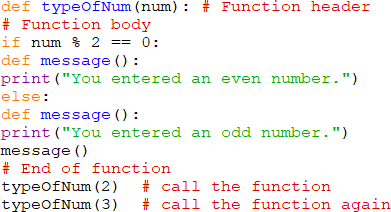 def typeOfNum(num): # Function header
# Function body
if num % 2 == 0:
def message():
print("You entered an even number.")
else:
def message():
print("You entered an odd number.")
message()
# End of function
typeOfNum(2)  # call the function
typeOfNum(3)  # call the function again